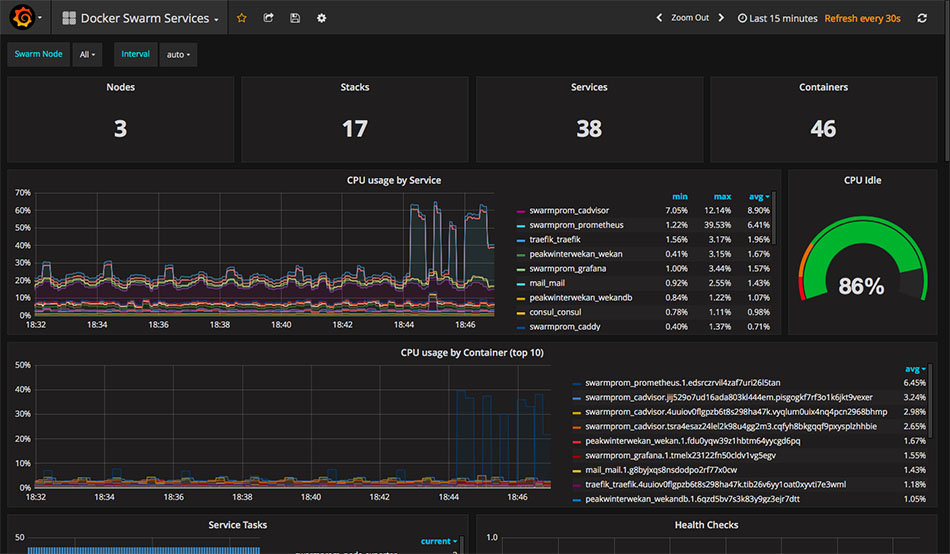 Docker Swarm Services
Zoom Out
Last 15 minutes
Refresh every 30s
Swarm Node
All
Interval
auto
Nodes
3
Stacks
17
Services
38
Containers
46
CPU usage by Service
70%
60%
50%
40%
30%
20%
10%
0%
18:32 18:34 18:36 18:38 18:40 18:42 18:44 18:46
min max avg
swarmprom_cadvisor 7.05% 12.14% 8.90%
swarmprom_prometheus 1.22% 39.53% 6.41%
traefik_traefik 1.56% 3.17% 1.96%
peakwinterwekan_wekan 0.41% 3.15% 1.67%
swarmprom_grafana 1.00% 3.44% 1.57%
mail_mail 0.92% 2.55% 1.43%
peakwinterwekan_wekandb 0.84% 1.22% 1.07%
consul_consul 0.78% 1.11% 0.98%
swarmprom_caddy 0.40% 1.37% 0.71%
CPU Idle
86%
CPU usage by Container (top 10)
50%
40%
30%
20%
10%
0%
18:32 18:34 18:36 18:38 18:40 18:42 18:44 18:46
avg
swarmprom_prometheus.1.edsrczrvil4zaf7uri26l5tan 6.45%
swarmprom_cadvisor.jij529o7ud16ada803kl444em.pisgogkf7rf3o1k6jkt9vexer 3.24%
swarmprom_cadvisor.4uuiov0flgpzb6t8s298ha47k.vyqlum0uix4nq4pcn2968bhmp 2.98%
swarmprom_cadvisor.tsra4esaz24lel2k98u4gg2m3.cqfyh8bkgqqf9pxysplzhhbie 2.65%
peakwinterwekan_wekan.1.fdu0yqw39z1hbtm64yycgd6pq 1.67%
swarmprom_grafana.1.tmelx23122fn50cldv1vg5egv 1.55%
mail_mail.1.g8byjxqs8nsdodpo2rf77x0cw 1.43%
traefik_traefik.4uuiov0flgpzb6t8s298ha47k.tib26v6yy1oat0xyvti7e3wml 1.18%
peakwinterwekan_wekandb.1.6qzd5bv7s3k83y9gz3ejr7dtt 1.05%
Service Tasks
50
current
Health Checks
1.0